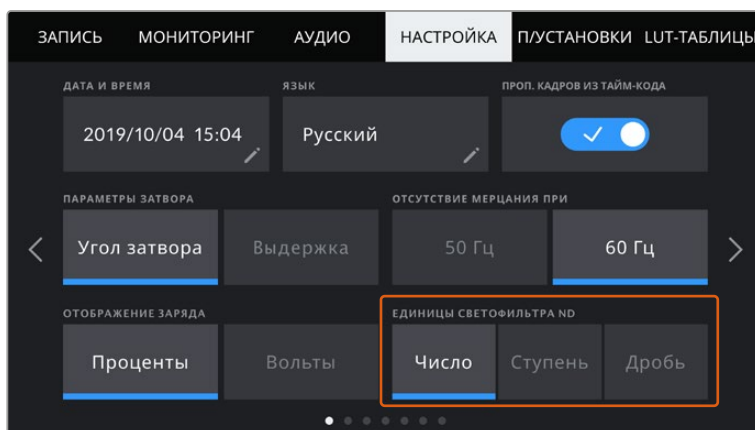 ЗАПИСЬ МОНИТОРИНГ АУДИО НАСТРОЙКА П/УСТАНОВКИ LUT-ТАБЛИЦЫ
ДАТА И ВРЕМЯ ЯЗЫК ПРОП. КАДРОВ ИЗ ТАЙМ-КОДА
2019/10/04 15:04 Русский
ПАРАМЕТРЫ ЗАТВОРА ОТСУТСТВИЕ МЕРЦАНИЯ ПРИ
Угол затвора Выдержка 50 Гц 60 Гц
ОТОБРАЖЕНИЕ ЗАРЯДА ЕДИНИЦЫ СВЕТОФИЛЬТРА ND
Проценты Вольты Число Ступень Дробь